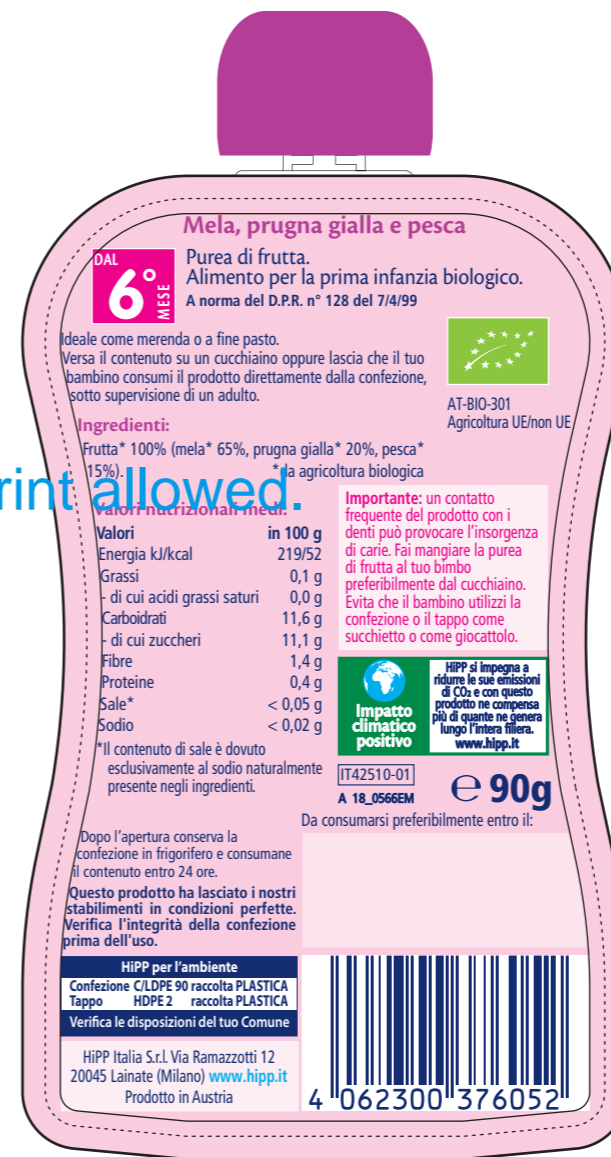 Mela, prugna gialla e pesca
DAL
6°
MESE
Purea di frutta.
Alimento per la prima infanzia biologico.
A norma del D.P.R. n° 128 del 7/4/99
Ideale come merenda o a fine pasto.
Versa il contenuto su un cucchiaino oppure lascia che il tuo
bambino consumi il prodotto direttamente dalla confezione,
sotto supervisione di un adulto.
AT-BIO-301
Agricoltura UE/non UE
Ingredienti:
Frutta* 100% (mela* 65%, prugna gialla* 20%, pesca*
15%). *da agricoltura biologica
rint allowed.
Valori nutrizionali medi:
Valori in 100 g
Energia kJ/kcal 219/52
Grassi 0,1 g
- di cui acidi grassi saturi 0,0 g
Carboidrati 11,6 g
- di cui zuccheri 11,1 g
Fibre 1,4 g
Proteine 0,4 g
Sale* < 0,05 g
Sodio < 0,02 g
*Il contenuto di sale è dovuto
esclusivamente al sodio naturalmente
presente negli ingredienti.
Importante: un contatto
frequente del prodotto con i
denti può provocare l'insorgenza
di carie. Fai mangiare la purea
di frutta al tuo bimbo
preferibilmente dal cucchiaino.
Evita che il bambino utilizzi la
confezione o il tappo come
succhietto o come giocattolo.
Impatto
climatico
positivo
HiPP si impegna a
ridurre le sue emissioni
di CO₂ e con questo
prodotto ne compensa
più di quante ne genera
lungo l'intera filiera.
www.hipp.it
IT42510-01
A 18_0566EM
℮ 90g
Da consumarsi preferibilmente entro il:
Dopo l'apertura conserva la
confezione in frigorifero e consumane
il contenuto entro 24 ore.
Questo prodotto ha lasciato i nostri
stabilimenti in condizioni perfette.
Verifica l'integrità della confezione
prima dell'uso.
HiPP per l'ambiente
Confezione C/LDPE 90 raccolta PLASTICA
Tappo HDPE 2 raccolta PLASTICA
Verifica le disposizioni del tuo Comune
HiPP Italia S.r.l. Via Ramazzotti 12
20045 Lainate (Milano) www.hipp.it
Prodotto in Austria
4 062300 376052